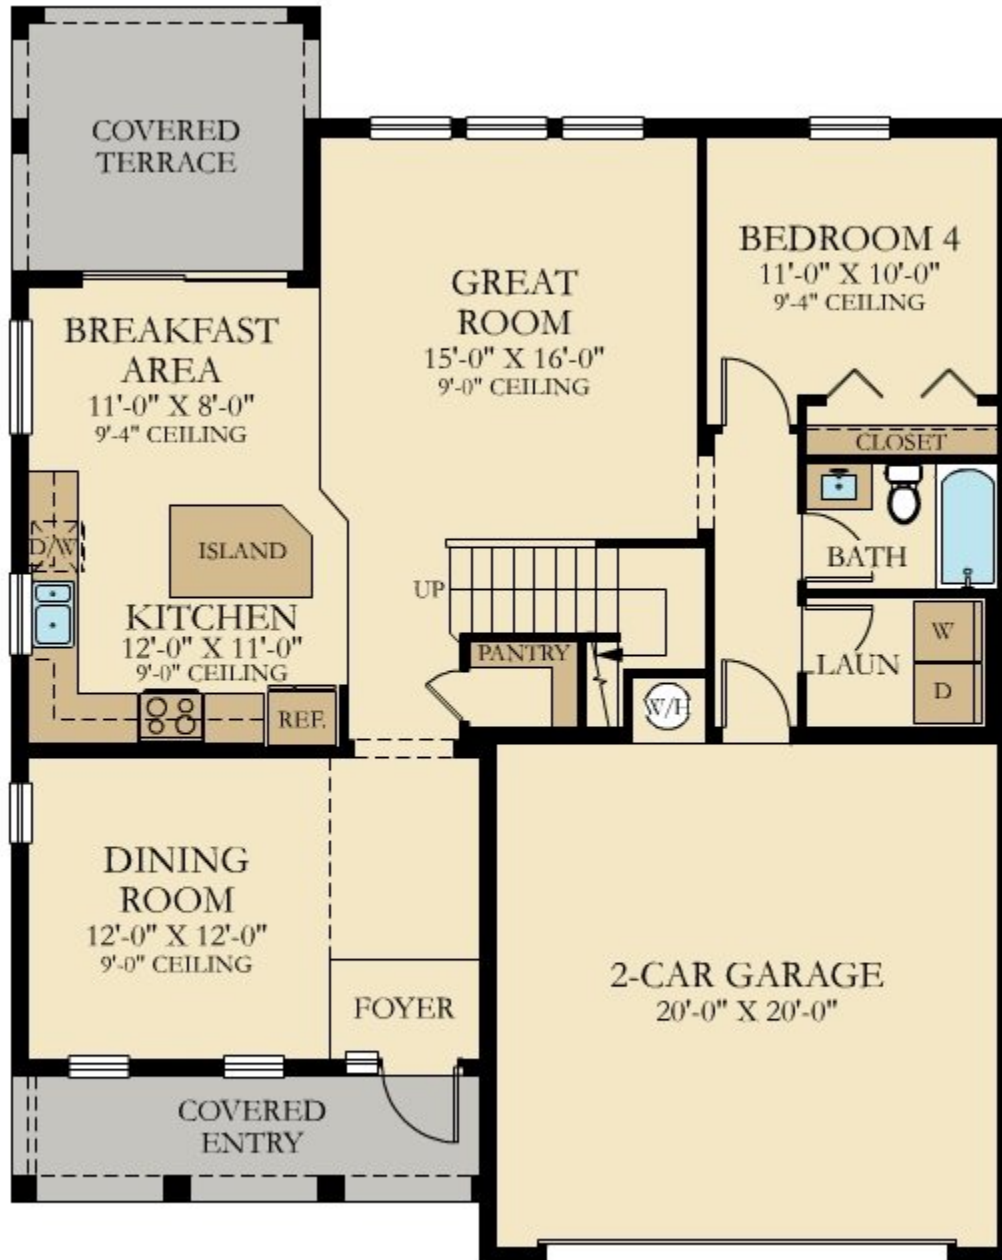 COVERED
TERRACE
BEDROOM 4
11'-0" X 10'-0"
9'-4" CEILING
GREAT
ROOM
15'-0" X 16'-0"
9'-0" CEILING
BREAKFAST
AREA
11'-0" X 8'-0"
9'-4" CEILING
CLOSET
D/W
ISLAND
BATH
UP
KITCHEN
12'-0" X 11'-0"
9'-0" CEILING
PANTRY
W
LAUN
D
REF.
W/H
DINING
ROOM
12'-0" X 12'-0"
9'-0" CEILING
2-CAR GARAGE
20'-0" X 20'-0"
FOYER
COVERED
ENTRY